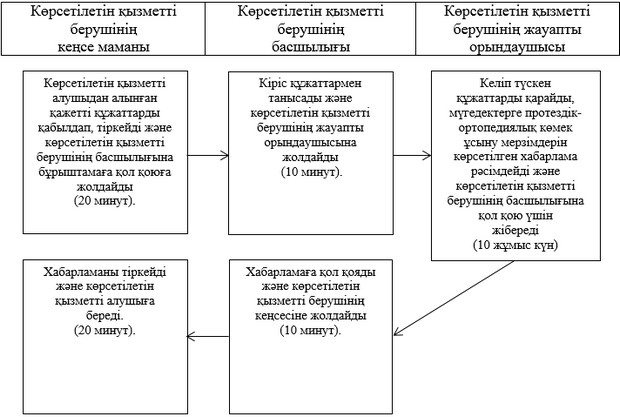 Көрсетілетін қызметті
берушінің
кеңсе маманы
Көрсетілетін қызметті
берушінің
басшылығы
Көрсетілетін қызметті
берушінің жауапты
орындаушысы
Көрсетілетін қызметті
алушыдан алынған
қажетті құжаттарды
қабылдап, тіркейді және
көрсетілетін қызметті
берушінің басшылығына
бұрыштамаға қол қоюға
жолдайды
(20 минут).
Кіріс құжаттармен
танысады және
көрсетілетін қызметті
берушінің жауапты
орындаушысына
жолдайды
(10 минут).
Келіп түскен
құжаттарды қарайды,
мүгедектерге протездік-
ортопедиялық көмек
ұсыну мерзімдерін
көрсетілген хабарлама
рәсімдейді және
көрсетілетін қызметті
берушінің басшылығына
қол қою үшін
жібереді
(10 жұмыс күн)
Хабарламаны тіркейді
және көрсетілетін
қызметті алушыға
береді.
(20 минут).
Хабарламаға қол қояды
және көрсетілетін
қызметті берушінің
кеңсесіне жолдайды
(10 минут).